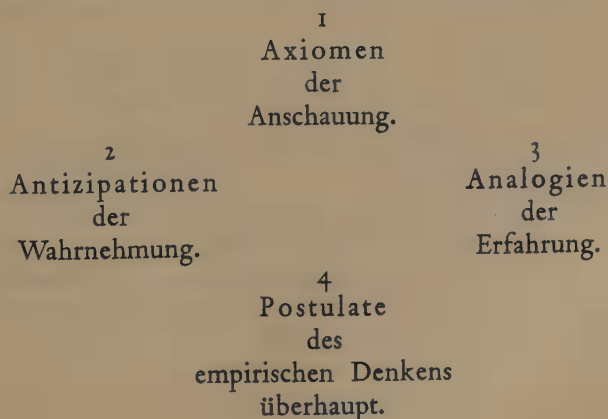 1
Axiomen
der
Anschauung.
2
Antizipationen
der
Wahrnehmung.
3
Analogien
der
Erfahrung.
4
Postulate
des
empirischen Denkens
überhaupt.